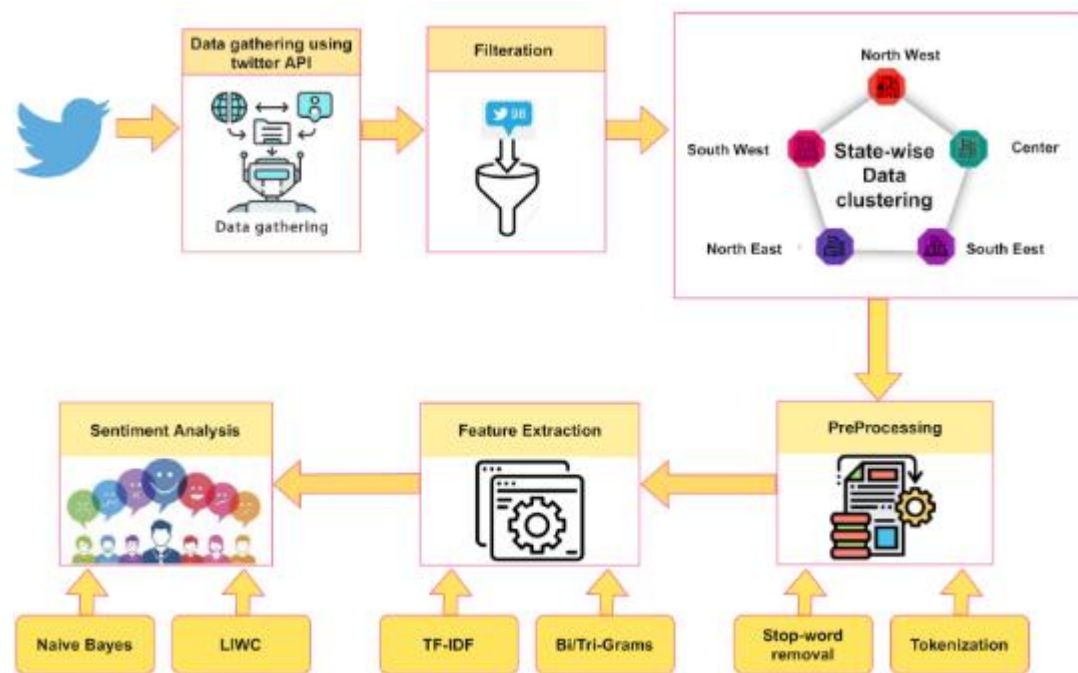 Data gathering using
twitter API
Data gathering
Filteration
98
North West
South West
Center
State-wise
Data
clustering
North East
South Eest
Sentiment Analysis
Feature Extraction
PreProcessing
Naive Bayes
LIWC
TF-IDF
Bi/Tri-Grams
Stop-word
removal
Tokenization